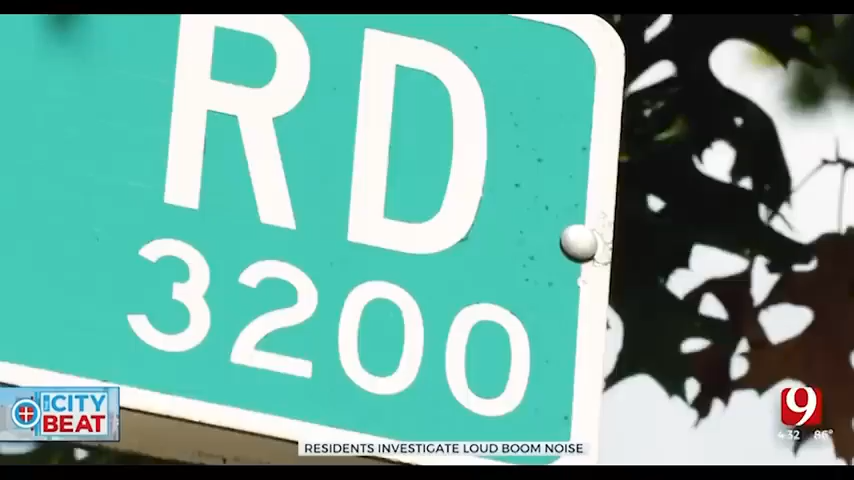 RD
3200
CITY
BEAT
RESIDENTS INVESTIGATE LOUD BOOM NOISE
9
4:32 86°